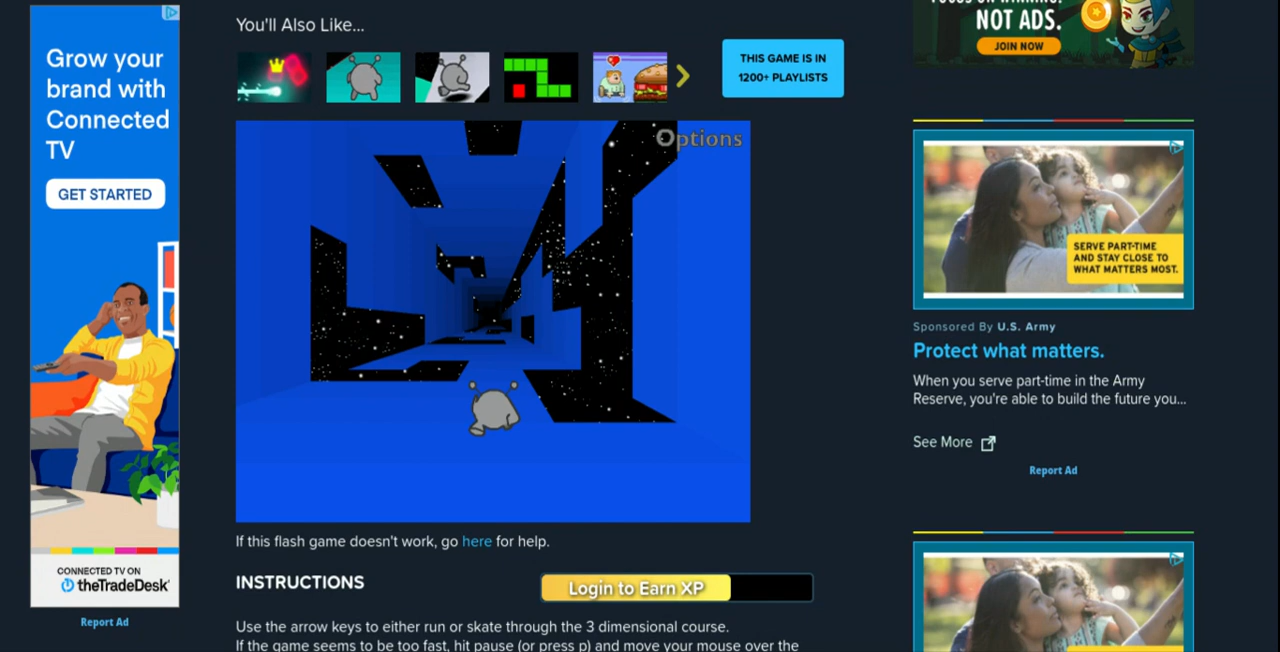 Grow your
brand with
Connected
TV
GET STARTED
CONNECTED TV ON
theTradeDesk
Report Ad
You'll Also Like...
THIS GAME IS IN
1200+ PLAYLISTS
Options
If this flash game doesn't work, go here for help.
INSTRUCTIONS
Login to Earn XP
Use the arrow keys to either run or skate through the 3 dimensional course.
If the game seems to be too fast, hit pause (or press p) and move your mouse over the
NOT ADS.
JOIN NOW
SERVE PART-TIME
AND STAY CLOSE TO
WHAT MATTERS MOST.
Sponsored By U.S. Army
Protect what matters.
When you serve part-time in the Army
Reserve, you're able to build the future you...
See More
Report Ad